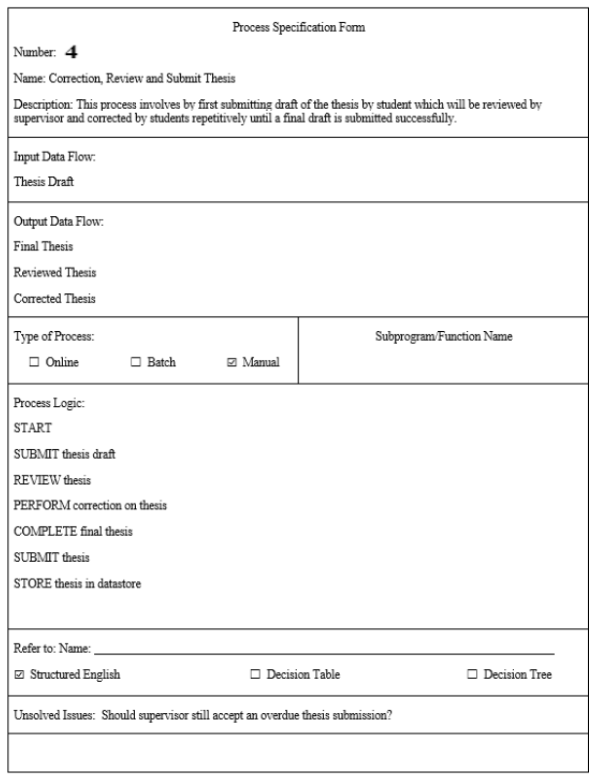 Process Specification Form
Number: 4
Name: Correction, Review and Submit Thesis
Description: This process involves by first submitting draft of the thesis by student which will be reviewed by
supervisor and corrected by students repetitively until a final draft is submitted successfully.
Input Data Flow:
Thesis Draft
Output Data Flow:
Final Thesis
Reviewed Thesis
Corrected Thesis
Type of Process:
☐ Online ☐ Batch ☑ Manual
Subprogram/Function Name
Process Logic:
START
SUBMIT thesis draft
REVIEW thesis
PERFORM correction on thesis
COMPLETE final thesis
SUBMIT thesis
STORE thesis in datastore
Refer to: Name:
☑ Structured English ☐ Decision Table ☐ Decision Tree
Unsolved Issues: Should supervisor still accept an overdue thesis submission?